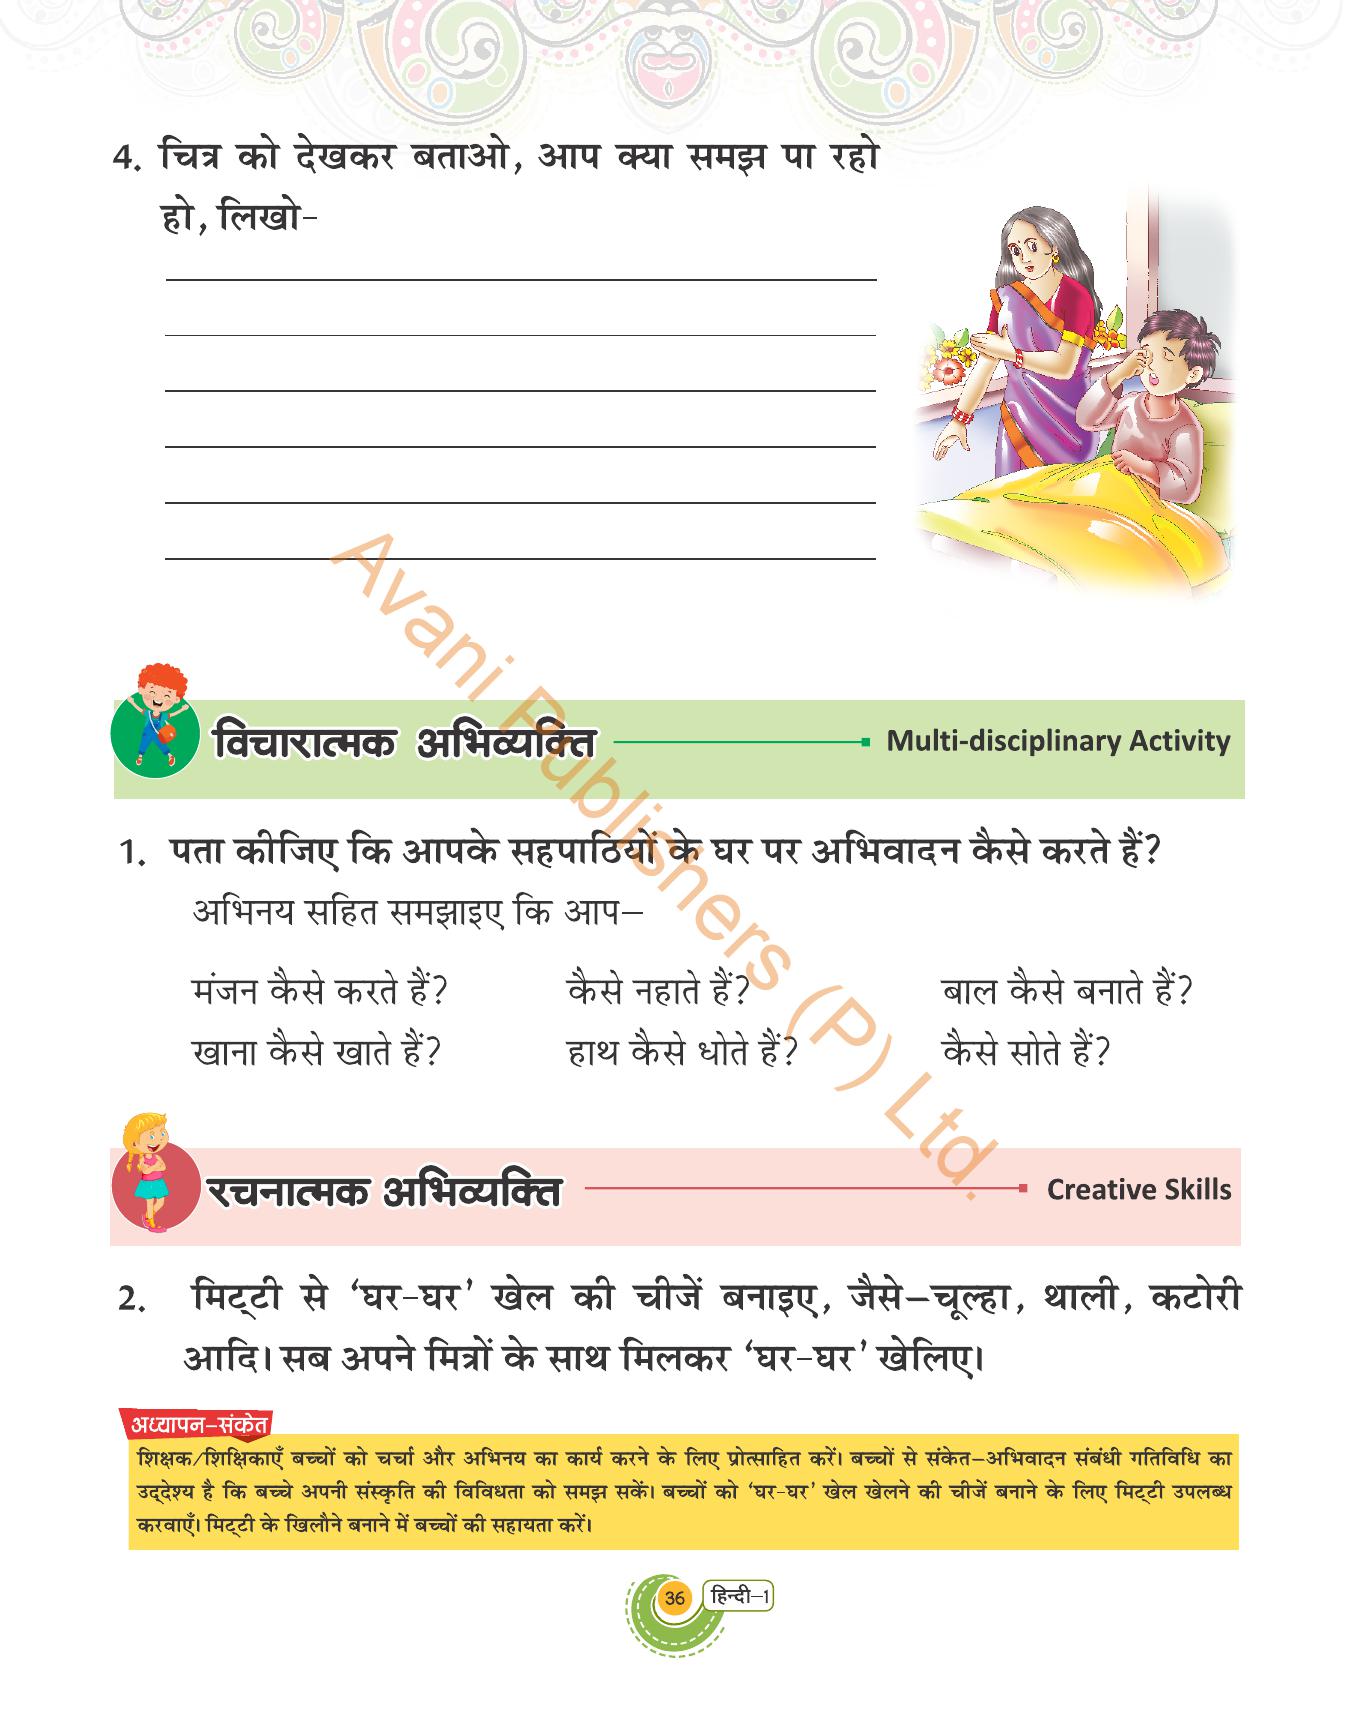 4. चित्र को देखकर बताओ, आप क्या समझ पा रहो
हो, लिखो-
विचारात्मक अभिव्यक्ति Multi-disciplinary Activity
1. पता कीजिए कि आपके सहपाठियों के घर पर अभिवादन कैसे करते हैं?
अभिनय सहित समझाइए कि आप–
मंजन कैसे करते हैं? कैसे नहाते हैं? बाल कैसे बनाते हैं?
खाना कैसे खाते हैं? हाथ कैसे धोते हैं? कैसे सोते हैं?
रचनात्मक अभिव्यक्ति Creative Skills
2. मिट्टी से ‘घर-घर’ खेल की चीजें बनाइए, जैसे–चूल्हा, थाली, कटोरी
आदि। सब अपने मित्रों के साथ मिलकर ‘घर-घर’ खेलिए।
अध्यापन-संकेत
शिक्षक/शिक्षिकाएँ बच्चों को चर्चा और अभिनय का कार्य करने के लिए प्रोत्साहित करें। बच्चों से संकेत–अभिवादन संबंधी गतिविधि का
उद्देश्य है कि बच्चे अपनी संस्कृति की विविधता को समझ सकें। बच्चों को ‘घर-घर’ खेल खेलने की चीजें बनाने के लिए मिट्टी उपलब्ध
करवाएँ। मिट्टी के खिलौने बनाने में बच्चों की सहायता करें।
36 हिन्दी–1
Avani Publishers (P) Ltd.